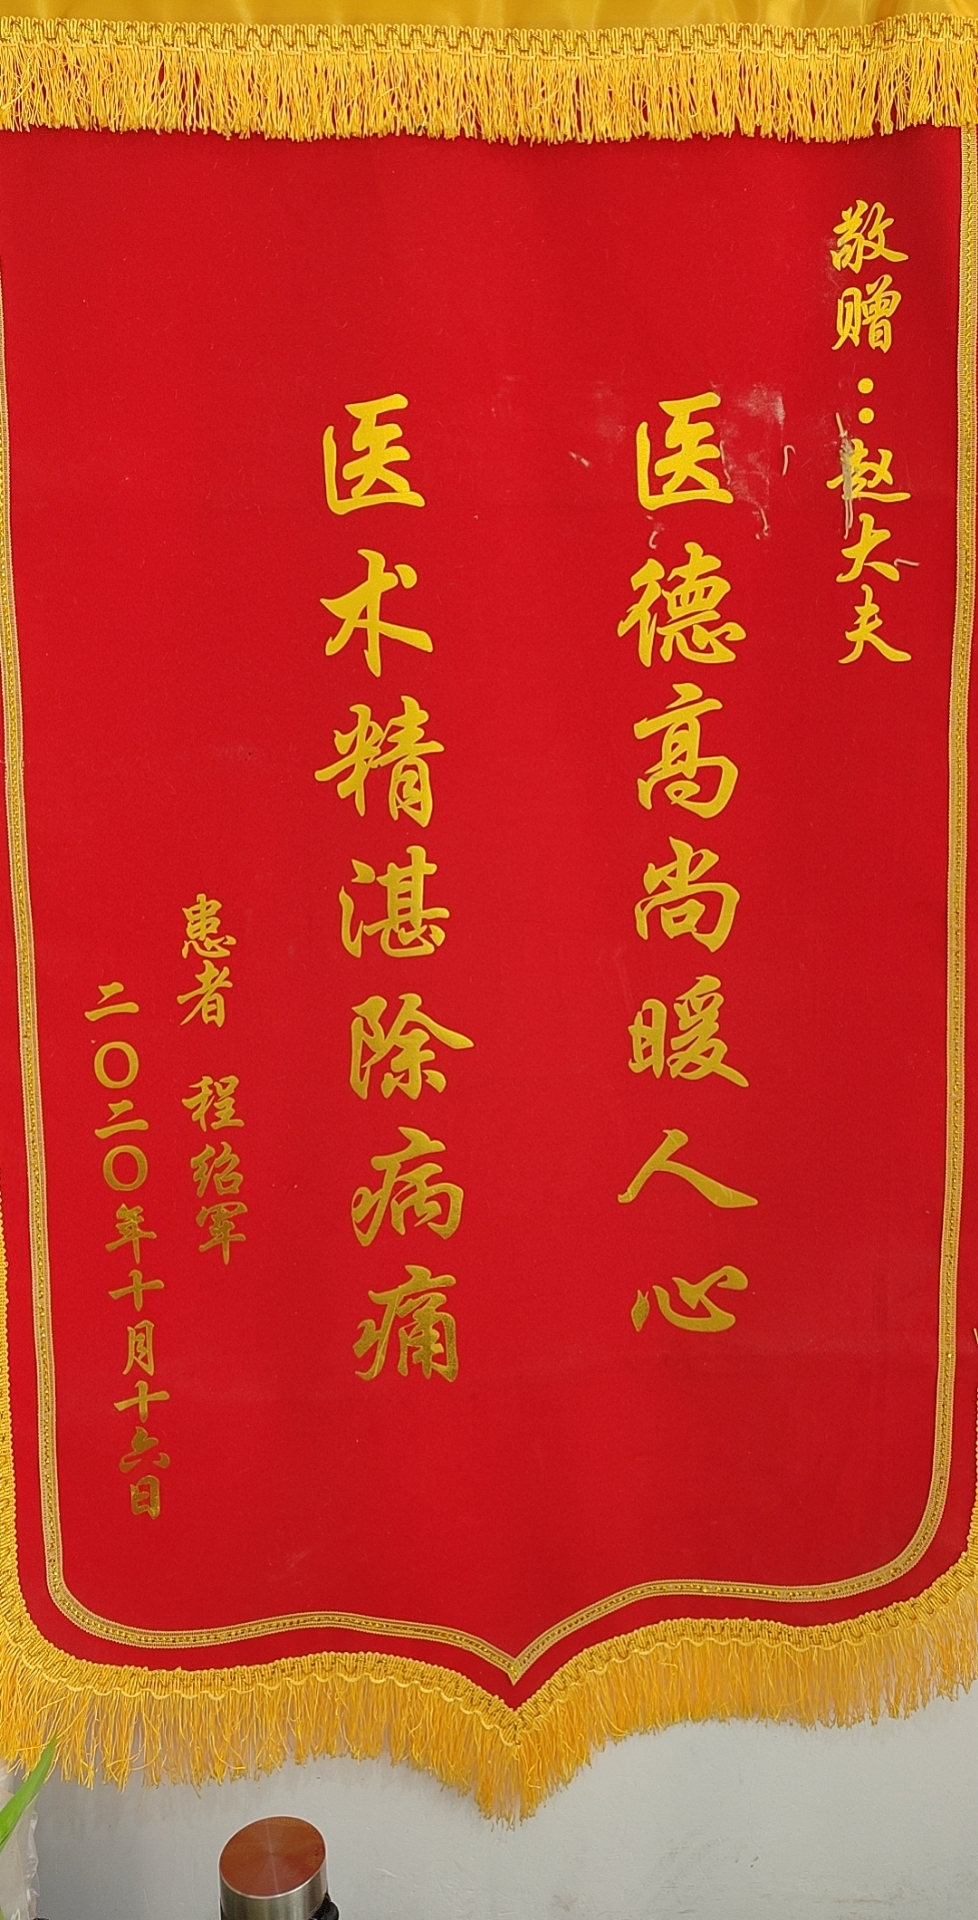 敬赠：赵大夫
医德高尚暖人心
医术精湛除病痛
患者 程绍军
二〇二〇年十月十六日